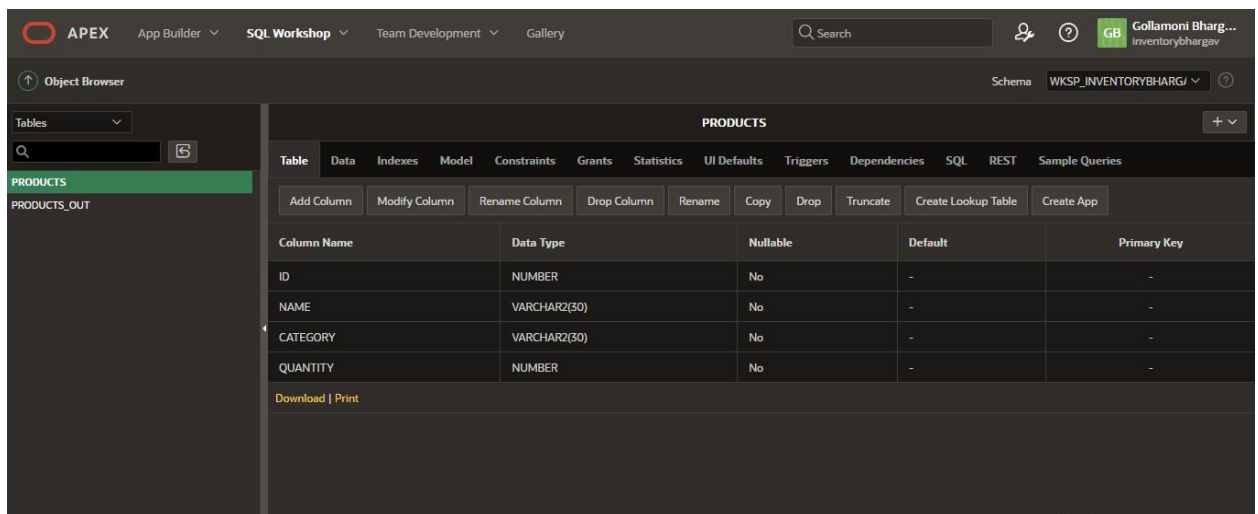 APEX App Builder SQL Workshop Team Development Gallery Search GB Gollamoni Bharg...
inventorybhargav
Object Browser Schema WKSP_INVENTORYBHARG
Tables
PRODUCTS
PRODUCTS_OUT
PRODUCTS
Table Data Indexes Model Constraints Grants Statistics UI Defaults Triggers Dependencies SQL REST Sample Queries
Add Column Modify Column Rename Column Drop Column Rename Copy Drop Truncate Create Lookup Table Create App
Column Name Data Type Nullable Default Primary Key
ID NUMBER No - -
NAME VARCHAR2(30) No - -
CATEGORY VARCHAR2(30) No - -
QUANTITY NUMBER No - -
Download | Print